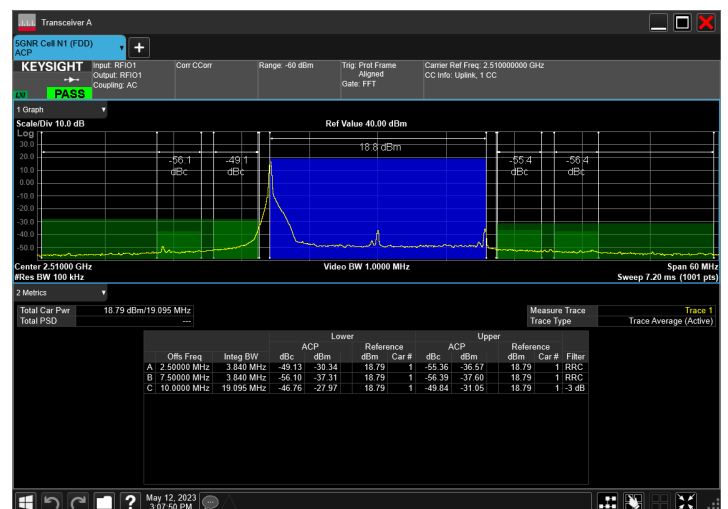 Transceiver A
5GNR Cell N1 (FDD)
ACP
KEYSIGHT
LXI
PASS
Input: RFIO1
Output: RFIO1
Coupling: AC
Corr CCorr
Range: -60 dBm
Trig: Prot Frame
Aligned
Gate: FFT
Carrier Ref Freq: 2.510000000 GHz
CC Info: Uplink, 1 CC
1 Graph
Scale/Div 10.0 dB
Ref Value 40.00 dBm
Log
30.0
20.0
10.0
0.00
-10.0
-20.0
-30.0
-40.0
-50.0
-56.1 dBc
-49.1 dBc
18.8 dBm
-55.4 dBc
-56.4 dBc
Center 2.51000 GHz
Video BW 1.0000 MHz
Span 60 MHz
#Res BW 100 kHz
Sweep 7.20 ms (1001 pts)
2 Metrics
Total Car Pwr 18.79 dBm/19.095 MHz
Total PSD ---
Measure Trace Trace 1
Trace Type Trace Average (Active)
Lower Upper
ACP Reference ACP Reference
Offs Freq Integ BW dBc dBm dBm Car # dBc dBm dBm Car # Filter
A 2.50000 MHz 3.840 MHz -49.13 -30.34 18.79 1 -55.36 -36.57 18.79 1 RRC
B 7.50000 MHz 3.840 MHz -56.10 -37.31 18.79 1 -56.39 -37.60 18.79 1 RRC
C 10.0000 MHz 19.095 MHz -46.76 -27.97 18.79 1 -49.84 -31.05 18.79 1 -3 dB
May 12, 2023
3:07:50 PM